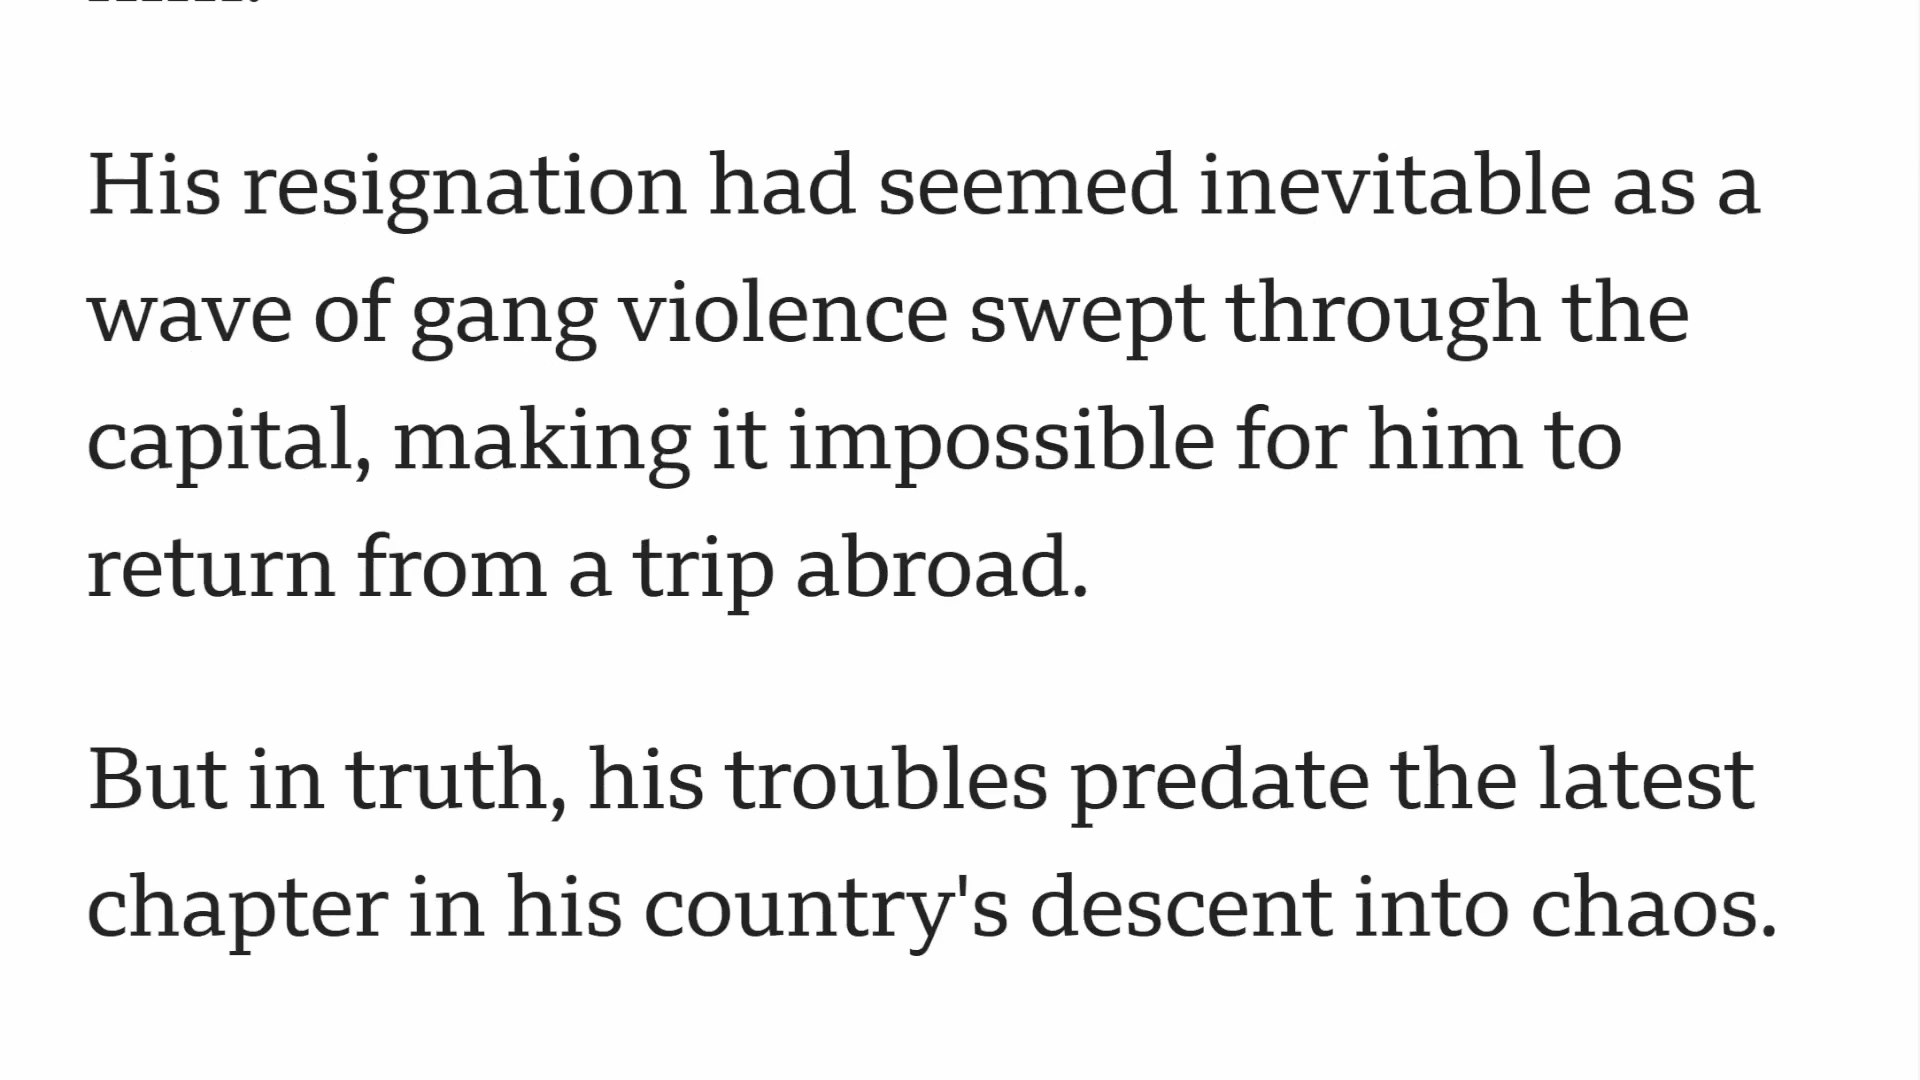 His resignation had seemed inevitable as a
wave of gang violence swept through the
capital, making it impossible for him to
return from a trip abroad.
But in truth, his troubles predate the latest
chapter in his country's descent into chaos.